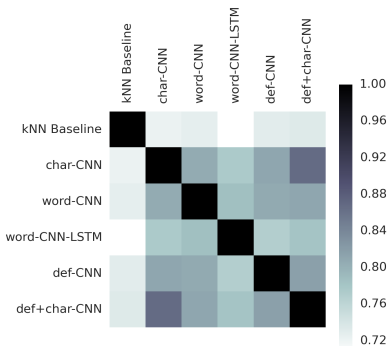 kNN Baseline
char-CNN
word-CNN
word-CNN-LSTM
def-CNN
def+char-CNN
kNN Baseline
char-CNN
word-CNN
word-CNN-LSTM
def-CNN
def+char-CNN
1.00
0.96
0.92
0.88
0.84
0.80
0.76
0.72